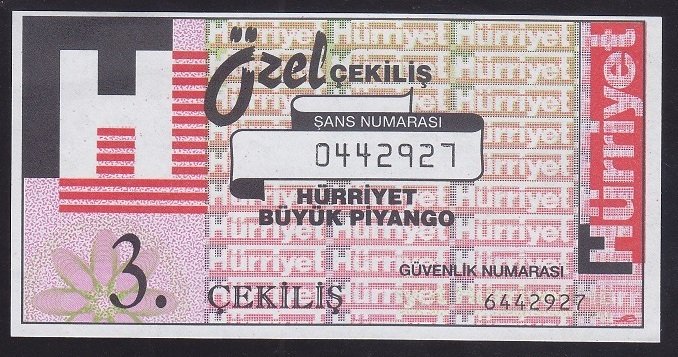 Özel ÇEKİLİŞ
ŞANS NUMARASI
0442927
HÜRRİYET
BÜYÜK PİYANGO
GÜVENLİK NUMARASI
6442927
3. ÇEKİLİŞ
Hürriyet